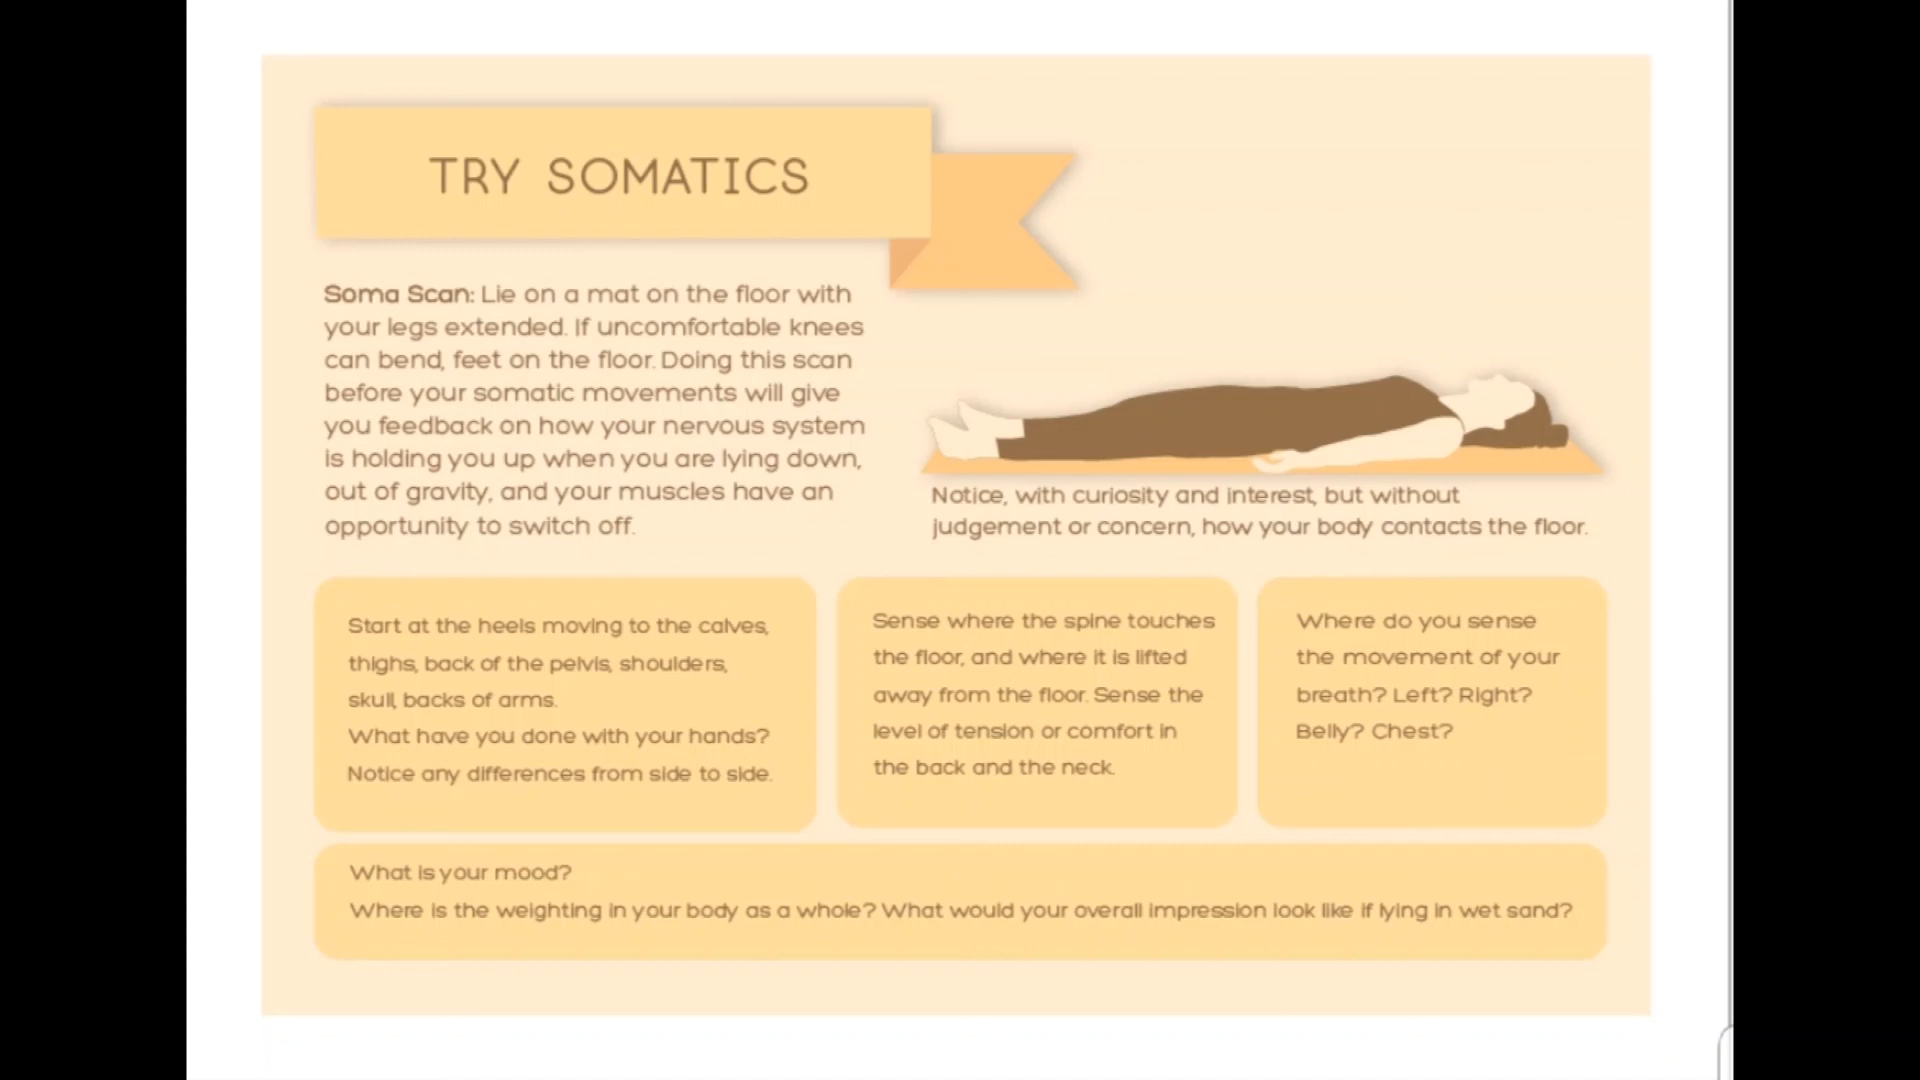 TRY SOMATICS
Soma Scan: Lie on a mat on the floor with
your legs extended. If uncomfortable knees
can bend, feet on the floor. Doing this scan
before your somatic movements will give
you feedback on how your nervous system
is holding you up when you are lying down,
out of gravity, and your muscles have an
opportunity to switch off.
Notice, with curiosity and interest, but without
judgement or concern, how your body contacts the floor.
Start at the heels moving to the calves,
thighs, back of the pelvis, shoulders,
skull, backs of arms.
What have you done with your hands?
Notice any differences from side to side.
Sense where the spine touches
the floor, and where it is lifted
away from the floor. Sense the
level of tension or comfort in
the back and the neck.
Where do you sense
the movement of your
breath? Left? Right?
Belly? Chest?
What is your mood?
Where is the weighting in your body as a whole? What would your overall impression look like if lying in wet sand?